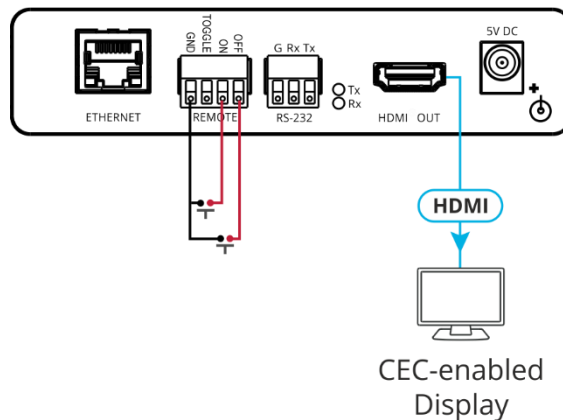 GND
TOGGLE
ON
OFF
G Rx Tx
5V DC
Tx
Rx
+
ETHERNET
REMOTE
RS-232
HDMI OUT
HDMI
CEC-enabled
Display